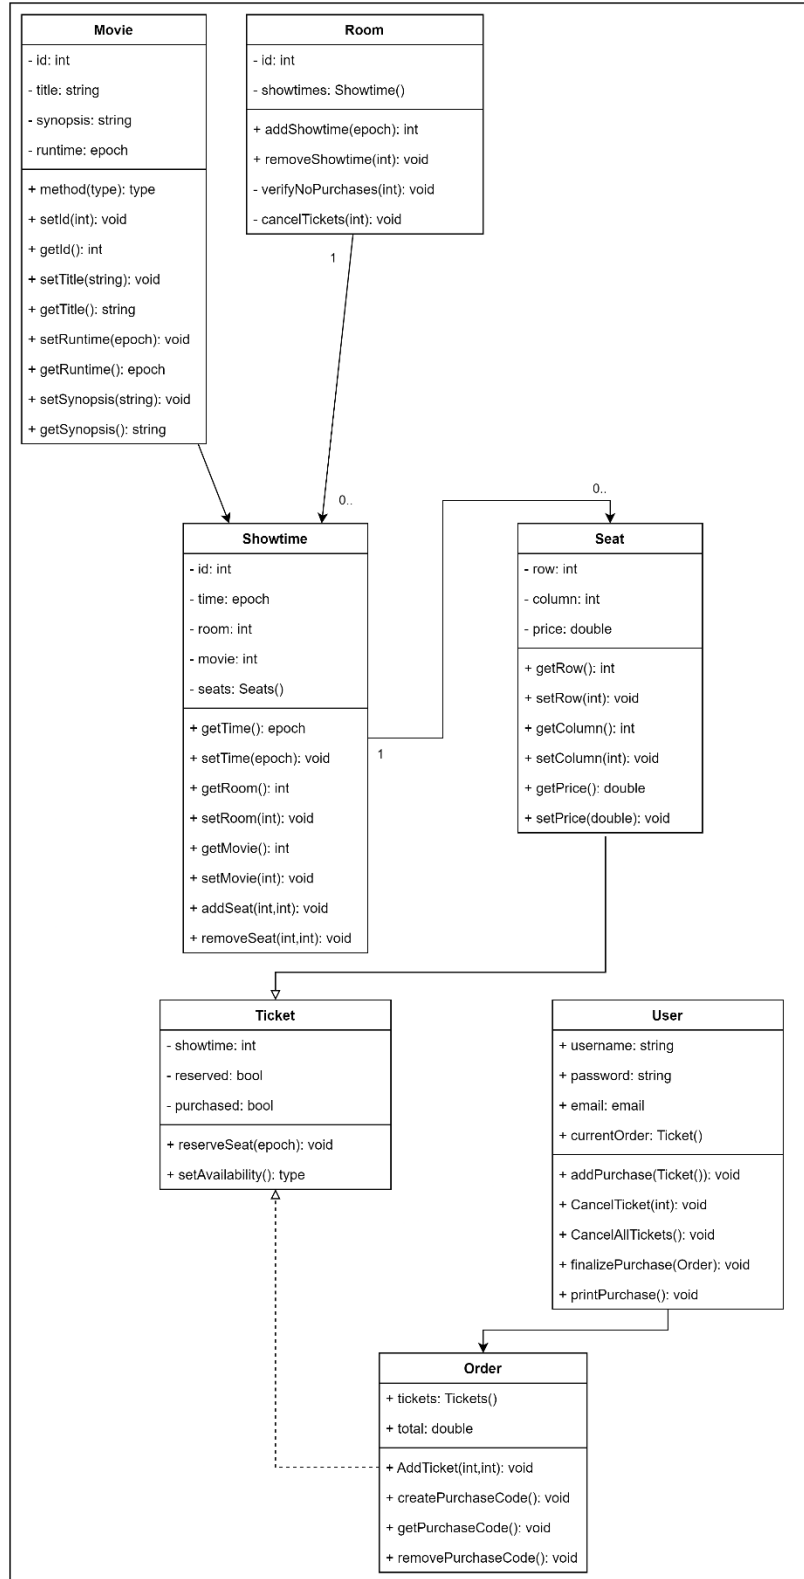 Movie
- id: int
- title: string
- synopsis: string
- runtime: epoch
+ method(type): type
+ setId(int): void
+ getId(): int
+ setTitle(string): void
+ getTitle(): string
+ setRuntime(epoch): void
+ getRuntime(): epoch
+ setSynopsis(string): void
+ getSynopsis(): string
Room
- id: int
- showtimes: Showtime()
+ addShowtime(epoch): int
+ removeShowtime(int): void
- verifyNoPurchases(int): void
- cancelTickets(int): void
1
0..
Showtime
- id: int
- time: epoch
- room: int
- movie: int
- seats: Seats()
+ getTime(): epoch
+ setTime(epoch): void
+ getRoom(): int
+ setRoom(int): void
+ getMovie(): int
+ setMovie(int): void
+ addSeat(int,int): void
+ removeSeat(int,int): void
1
0..
Seat
- row: int
- column: int
- price: double
+ getRow(): int
+ setRow(int): void
+ getColumn(): int
+ setColumn(int): void
+ getPrice(): double
+ setPrice(double): void
Ticket
- showtime: int
- reserved: bool
- purchased: bool
+ reserveSeat(epoch): void
+ setAvailability(): type
User
+ username: string
+ password: string
+ email: email
+ currentOrder: Ticket()
+ addPurchase(Ticket()): void
+ CancelTicket(int): void
+ CancelAllTickets(): void
+ finalizePurchase(Order): void
+ printPurchase(): void
Order
+ tickets: Tickets()
+ total: double
+ AddTicket(int,int): void
+ createPurchaseCode(): void
+ getPurchaseCode(): void
+ removePurchaseCode(): void